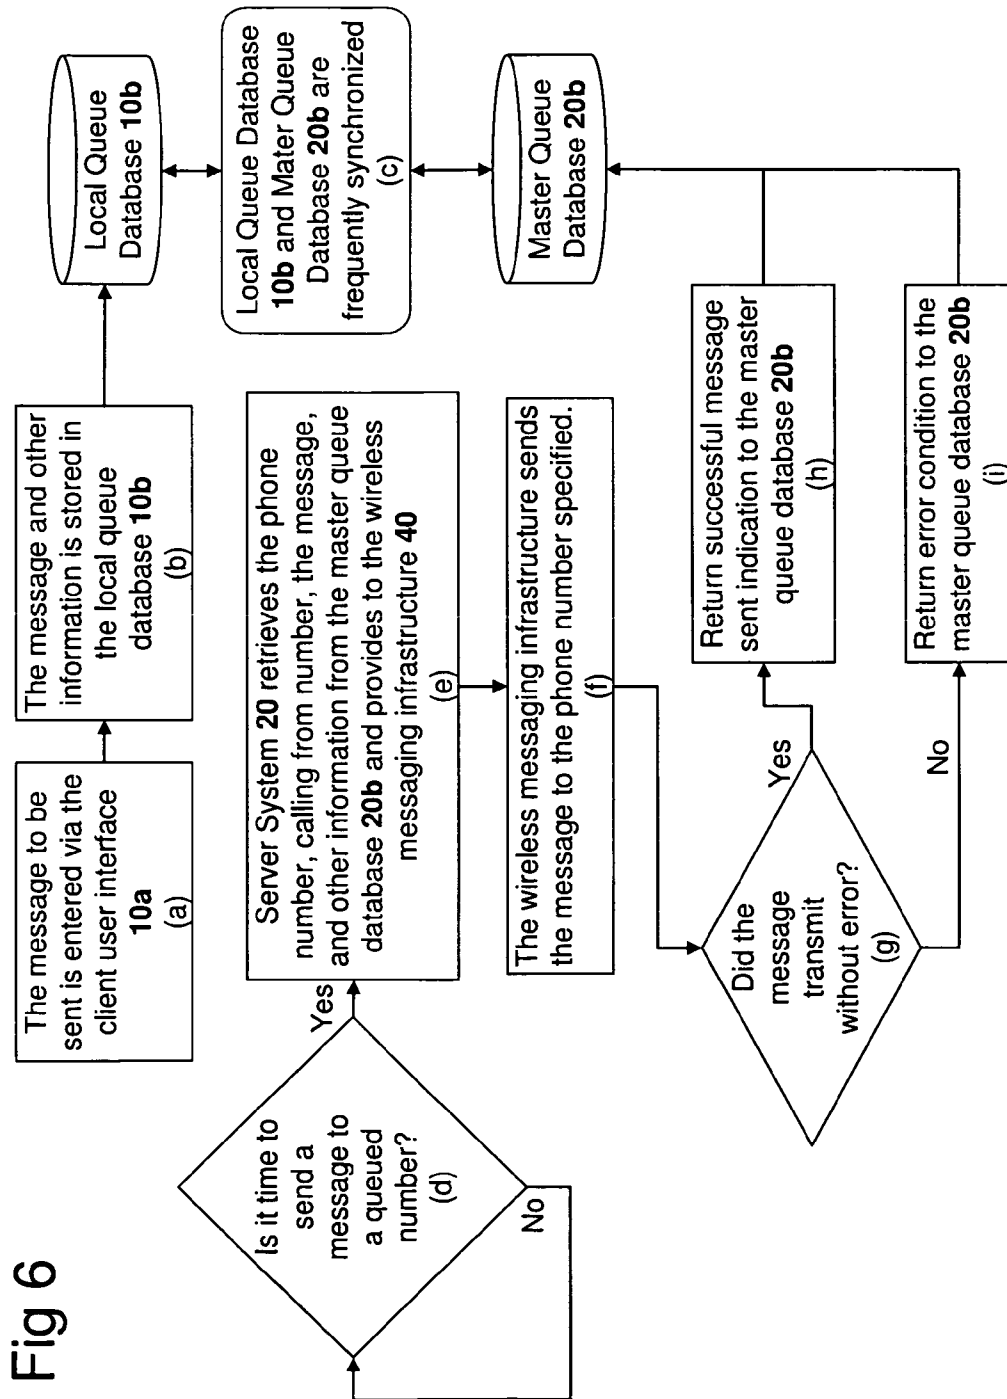 Fig 6
The message to be
sent is entered via the
client user interface
10a
(a)
The message and other
information is stored in
the local queue
database 10b
(b)
Local Queue
Database 10b
Local Queue Database
10b and Mater Queue
Database 20b are
frequently synchronized
(c)
Master Queue
Database 20b
Is it time to
send a
message to
a queued
number?
(d)
Yes
No
Server System 20 retrieves the phone
number, calling from number, the message,
and other information from the master queue
database 20b and provides to the wireless
messaging infrastructure 40
(e)
The wireless messaging infrastructure sends
the message to the phone number specified.
(f)
Did the
message
transmit
without error?
(g)
Yes
No
Return successful message
sent indication to the master
queue database 20b
(h)
Return error condition to the
master queue database 20b
(i)